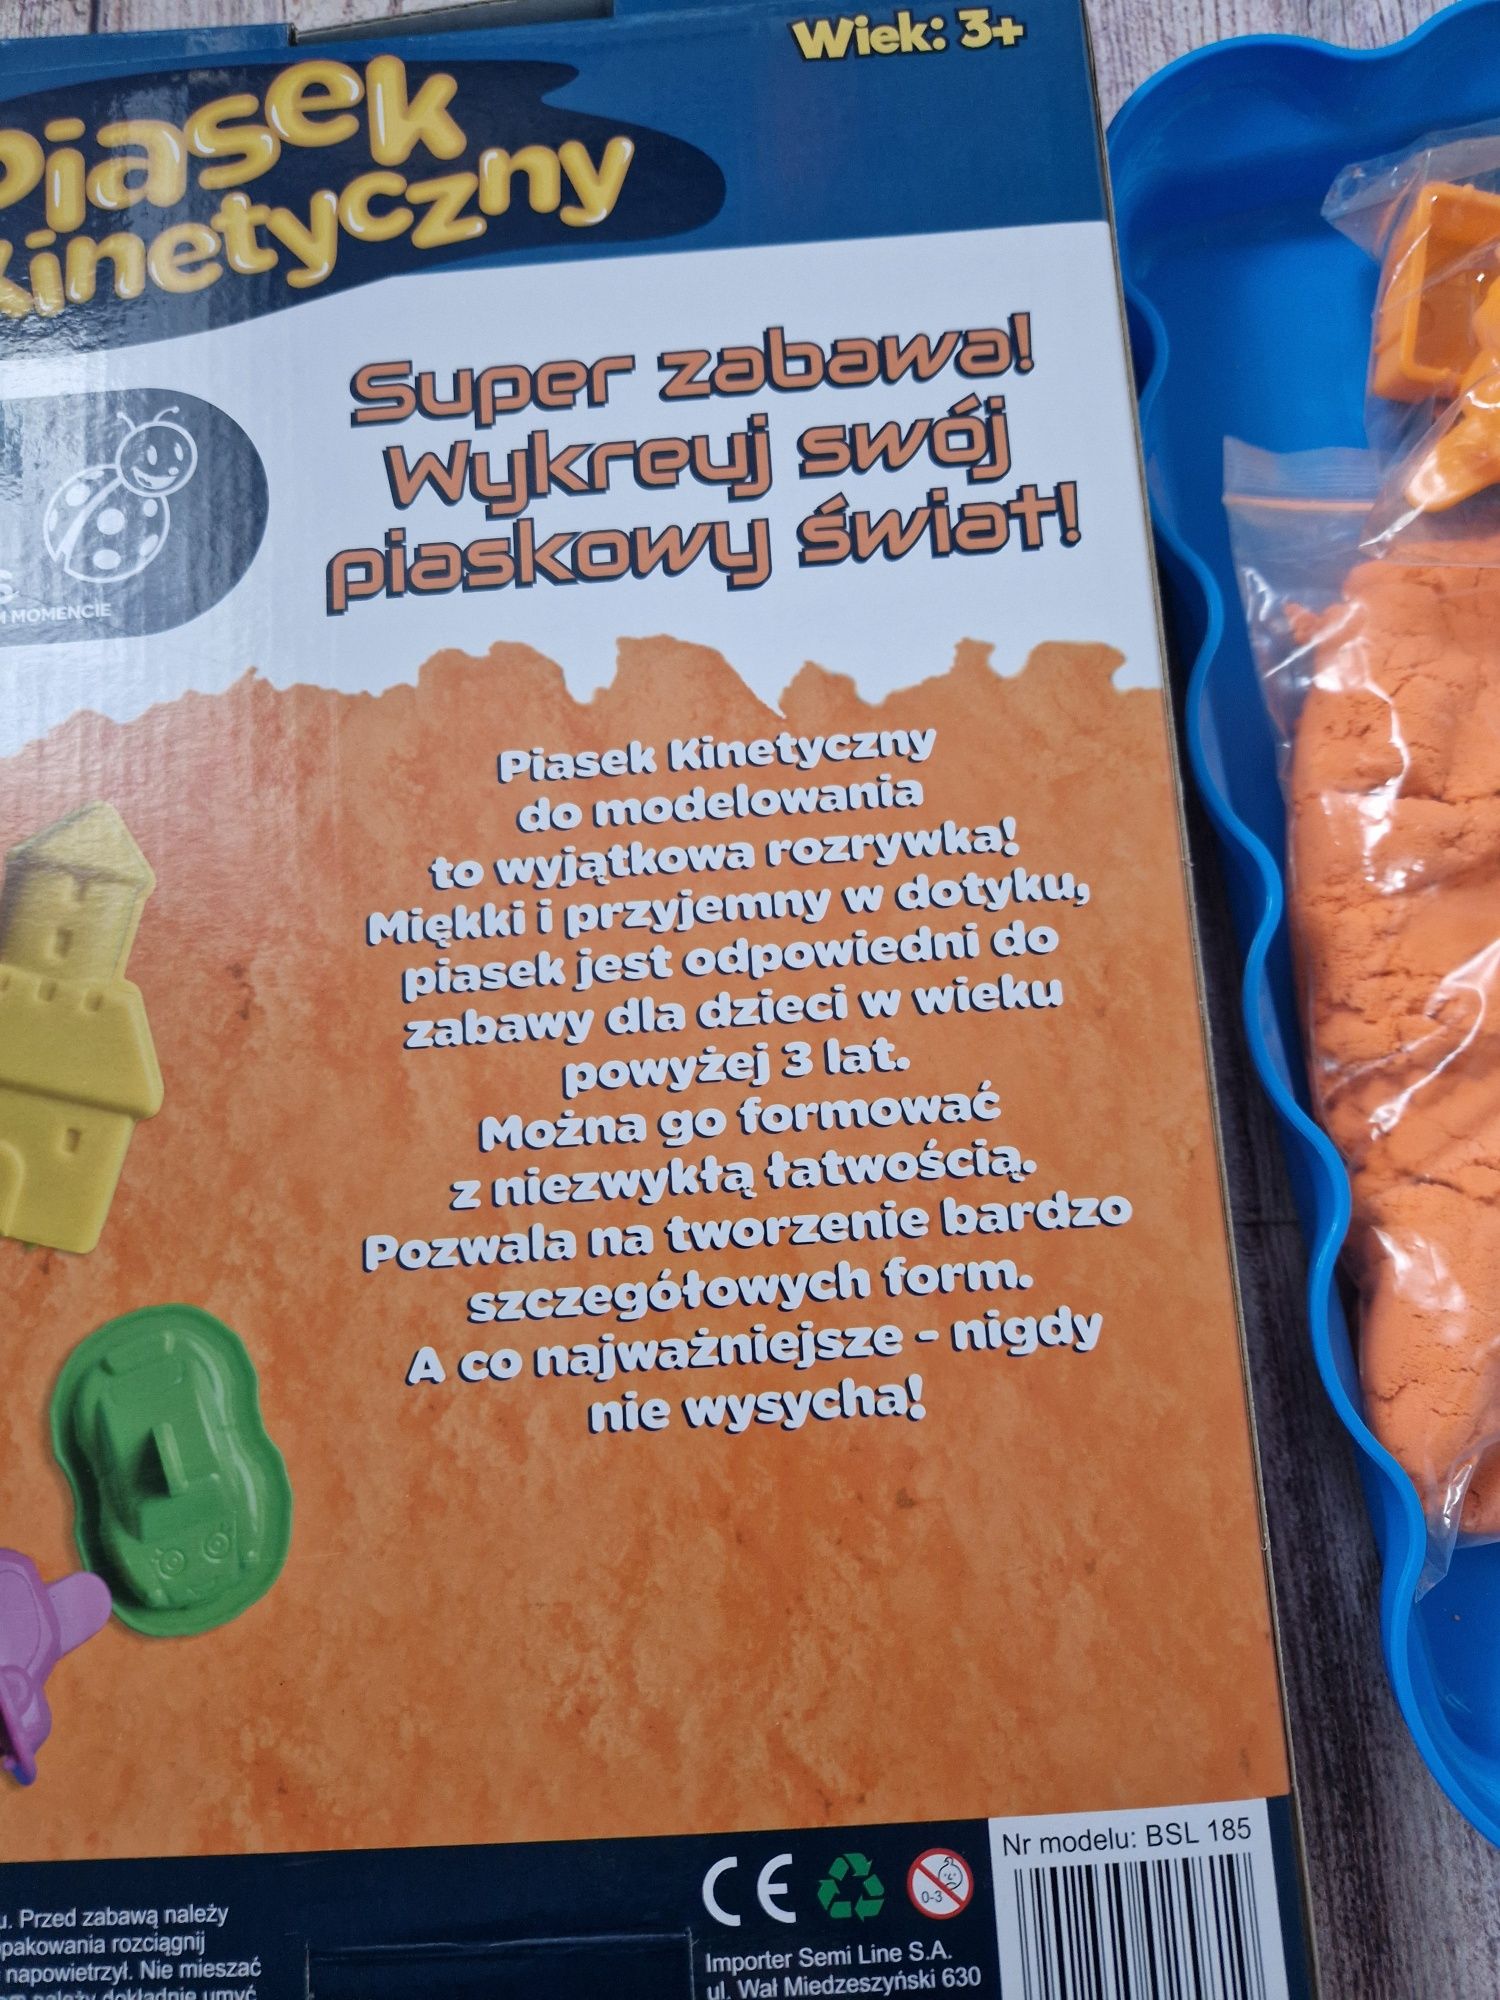 Wiek: 3+
Piasek
Kinetyczny
Super zabawa!
Wykreuj swój
piaskowy świat!
MOMENCIE
Piasek Kinetyczny
do modelowania
to wyjątkowa rozrywka!
Miękki i przyjemny w dotyku,
piasek jest odpowiedni do
zabawy dla dzieci w wieku
powyżej 3 lat.
Można go formować
z niezwykłą łatwością.
Pozwala na tworzenie bardzo
szczegółowych form.
A co najważniejsze - nigdy
nie wysycha!
Nr modelu: BSL 185
CE
0-3
u. Przed zabawą należy
pakowania rozciągnij
napowietrzył. Nie mieszać
należy dokładnie umyć
Importer Semi Line S.A.
ul. Wał Miedzeszyński 630